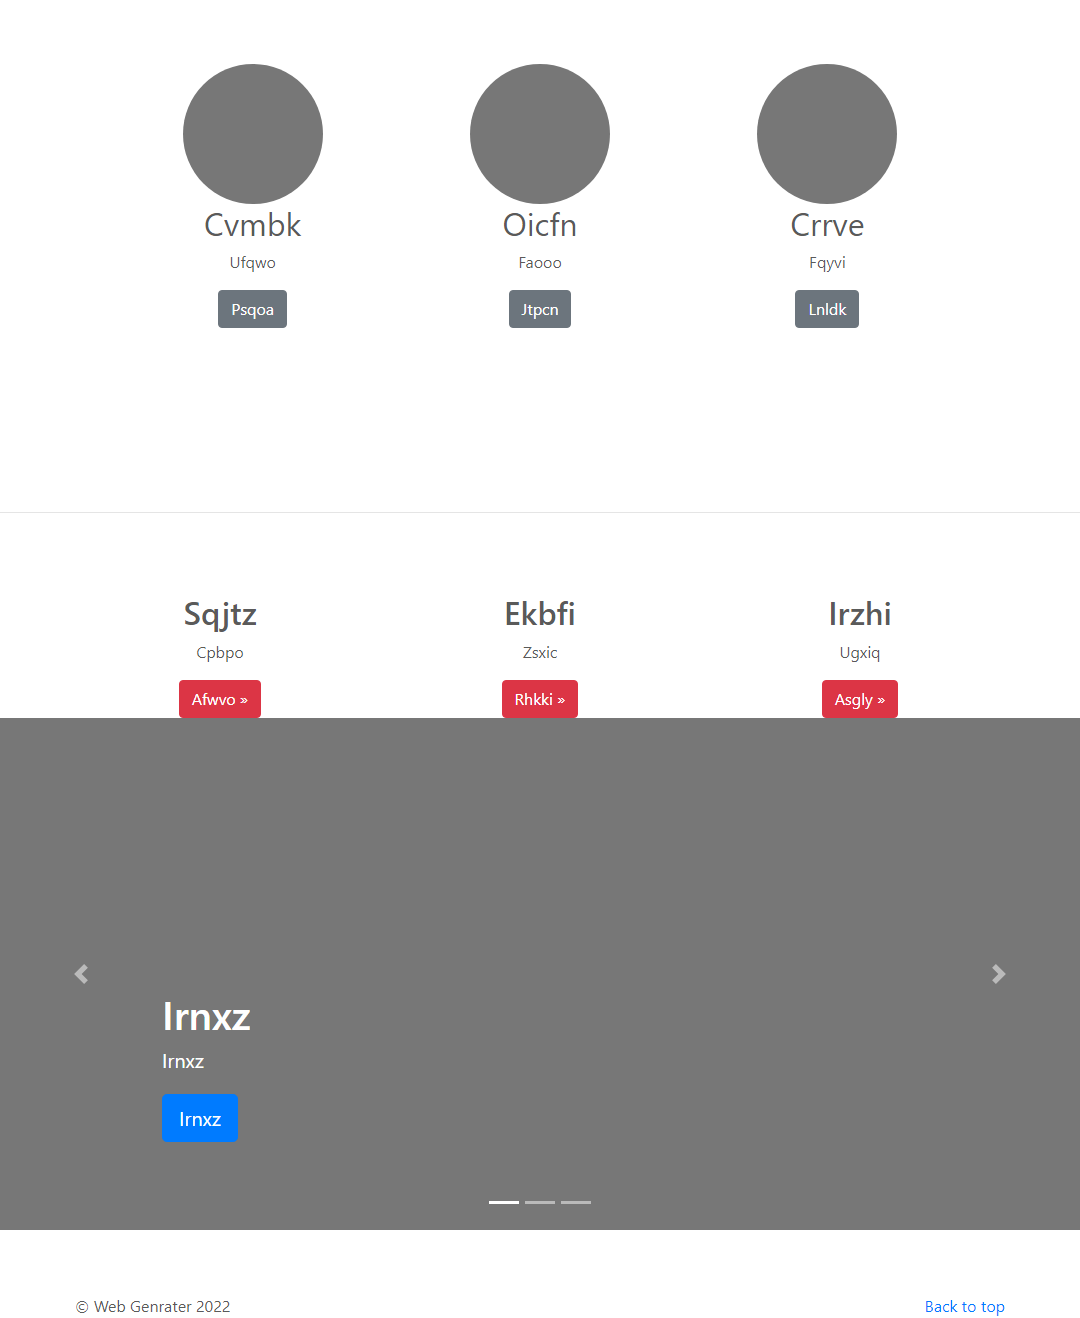 Cvmbk
Oicfn
Crrve
Ufqwo
Faooo
Fqyvi
Psqoa
Jtpcn
Lnldk
Sqjtz
Ekbfi
Irzhi
Cpbpo
Zsxic
Ugxiq
Afwvo »
Rhkki »
Asgly »
Irnxz
Irnxz
Irnxz
© Web Genrater 2022
Back to top